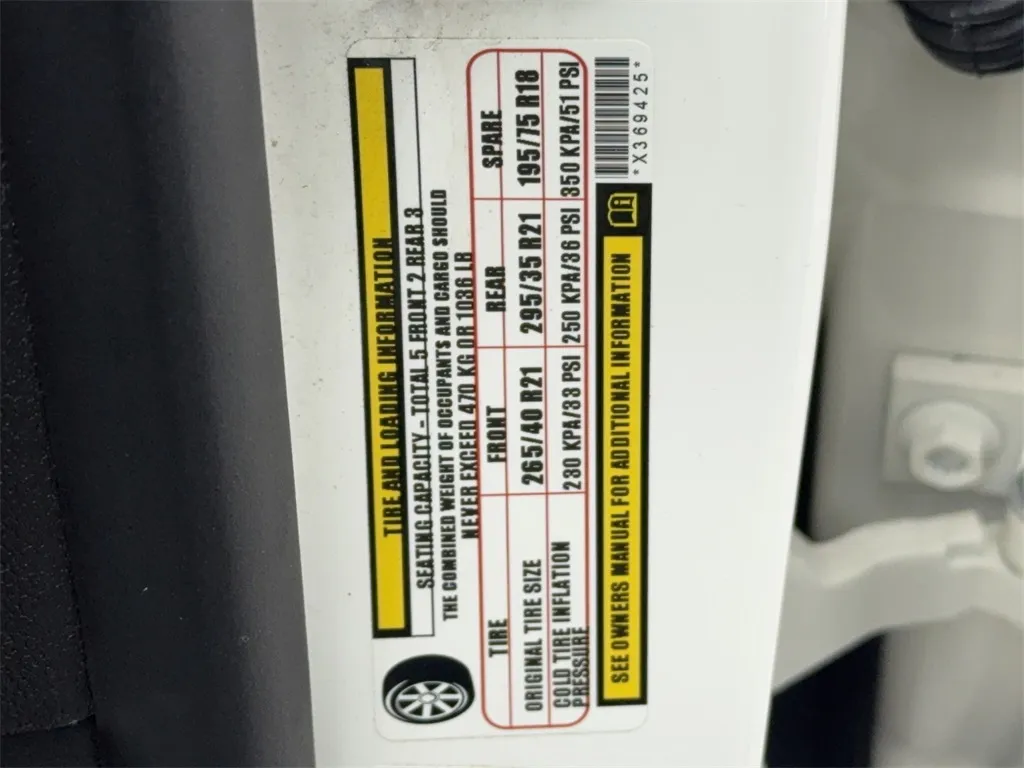 TIRE AND LOADING INFORMATION
SEATING CAPACITY - TOTAL 5 FRONT 2 REAR 3
THE COMBINED WEIGHT OF OCCUPANTS AND CARGO SHOULD
NEVER EXCEED 470 KG OR 1036 LB
TIRE FRONT REAR SPARE
ORIGINAL TIRE SIZE 265/40 R21 295/35 R21 195/75 R18
COLD TIRE INFLATION PRESSURE 230 KPA/33 PSI 250 KPA/36 PSI 350 KPA/51 PSI
SEE OWNERS MANUAL FOR ADDITIONAL INFORMATION
*X369425*